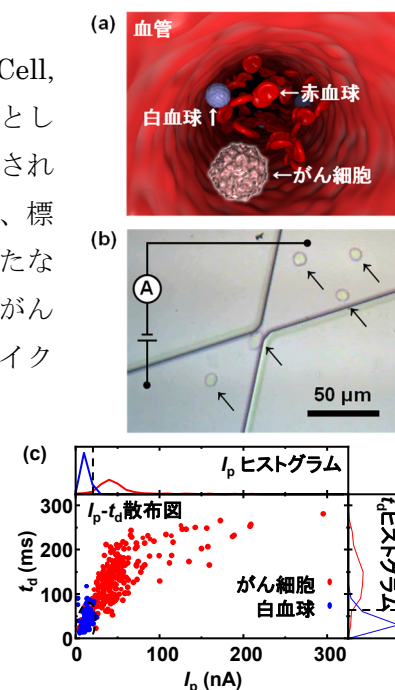 Cell,
とし
され
、標
たな
がん
イク
(a)
血管
←赤血球
白血球↑
←がん細胞
(b)
A
50 µm
(c)
Ip ヒストグラム
Ip-td散布図
td ヒストグラム
td (ms)
300
200
100
0
がん細胞
白血球
0 100 200 300
Ip (nA)